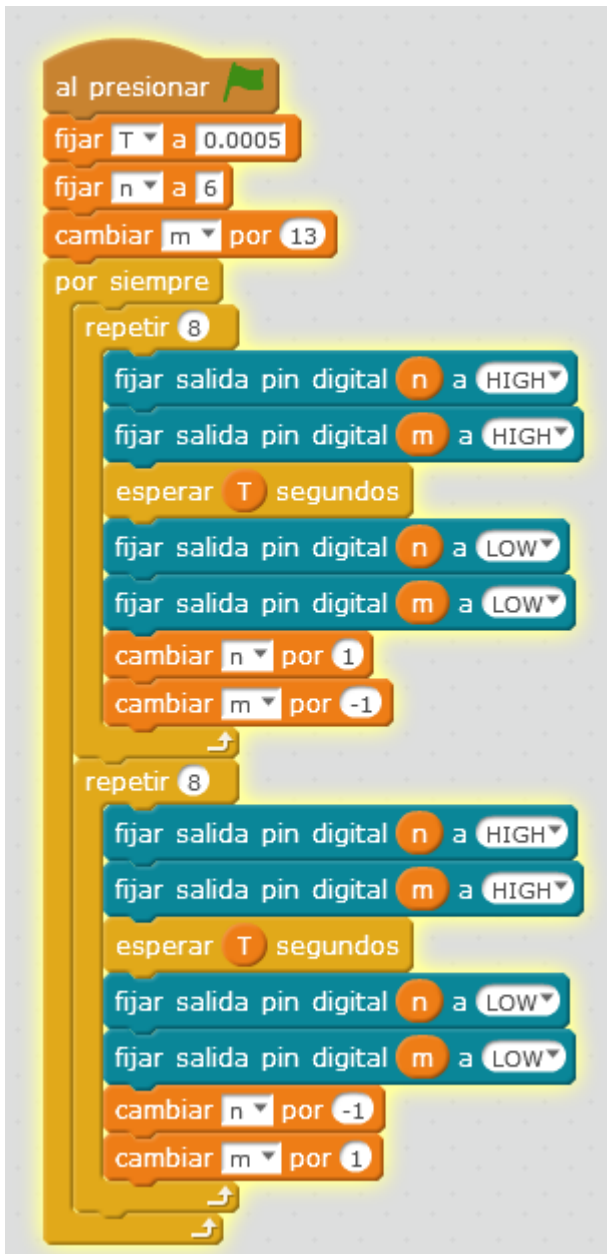 al presionar
fijar T a 0.0005
fijar n a 6
cambiar m por 13
por siempre
repetir 8
fijar salida pin digital n a HIGH
fijar salida pin digital m a HIGH
esperar T segundos
fijar salida pin digital n a LOW
fijar salida pin digital m a LOW
cambiar n por 1
cambiar m por -1
repetir 8
fijar salida pin digital n a HIGH
fijar salida pin digital m a HIGH
esperar T segundos
fijar salida pin digital n a LOW
fijar salida pin digital m a LOW
cambiar n por -1
cambiar m por 1